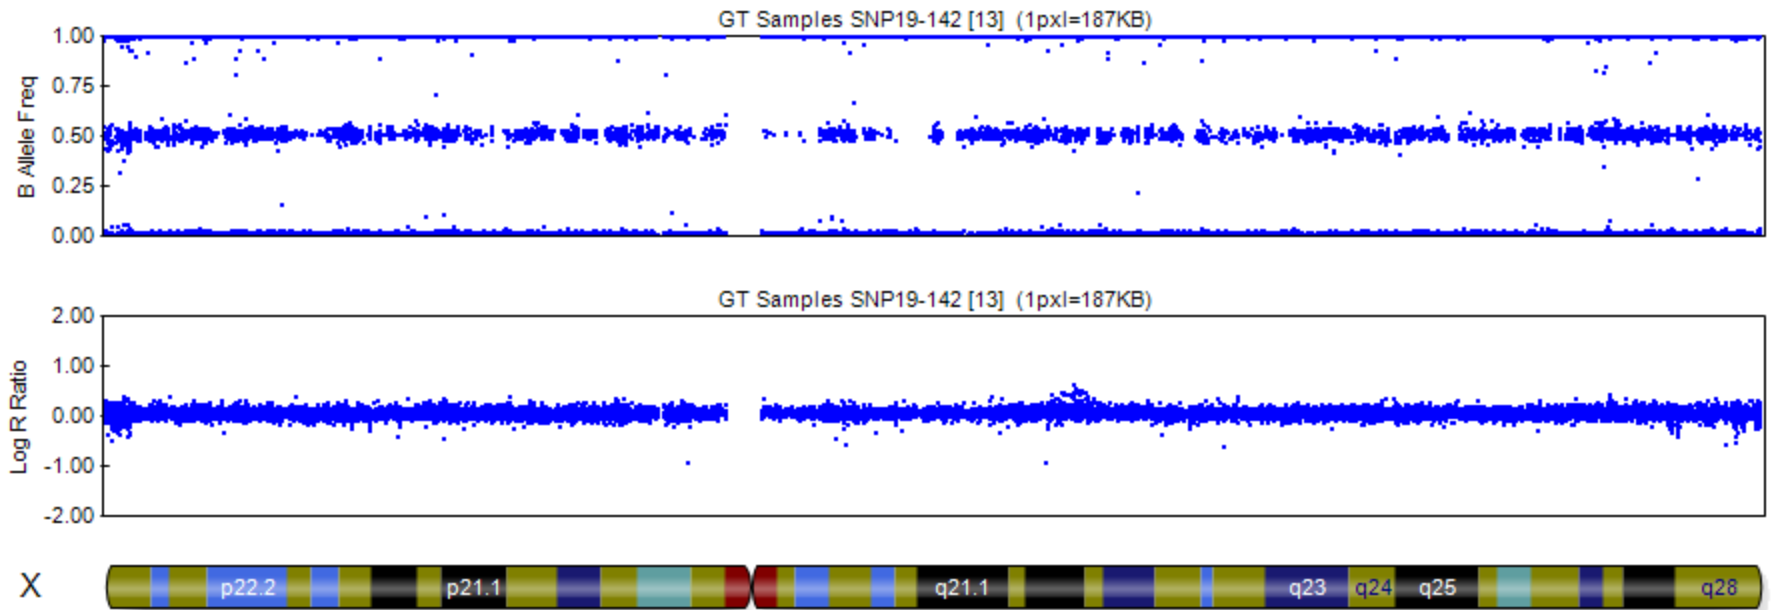 GT Samples SNP19-142 [13] (1pxl=187KB)
1.00
0.75
0.50
0.25
0.00
B Allele Freq
GT Samples SNP19-142 [13] (1pxl=187KB)
2.00
1.00
0.00
-1.00
-2.00
Log R Ratio
X p22.2 p21.1 q21.1 q23 q24 q25 q28